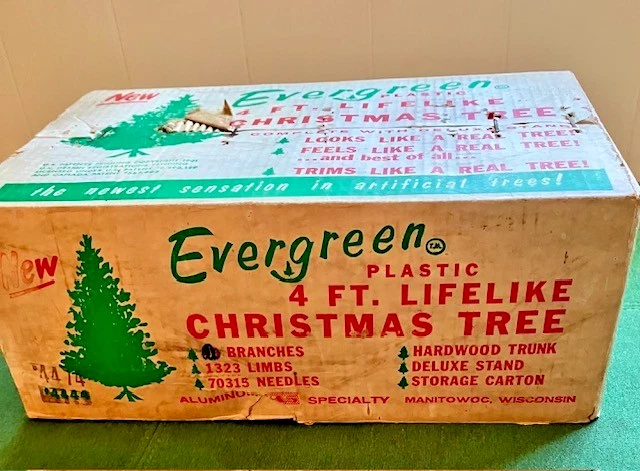 New
Evergreen
PLASTIC
4 FT. LIFELIKE
CHRISTMAS TREE
LOOKS LIKE A REAL TREE!
FEELS LIKE A REAL TREE!
...and best of all...
TRIMS LIKE A REAL TREE!
the newest sensation in artificial trees!
New
Evergreen T.M.
PLASTIC
4 FT. LIFELIKE
CHRISTMAS TREE
BRANCHES
1323 LIMBS
70315 NEEDLES
HARDWOOD TRUNK
DELUXE STAND
STORAGE CARTON
ALUMINUM SPECIALTY MANITOWOC, WISCONSIN